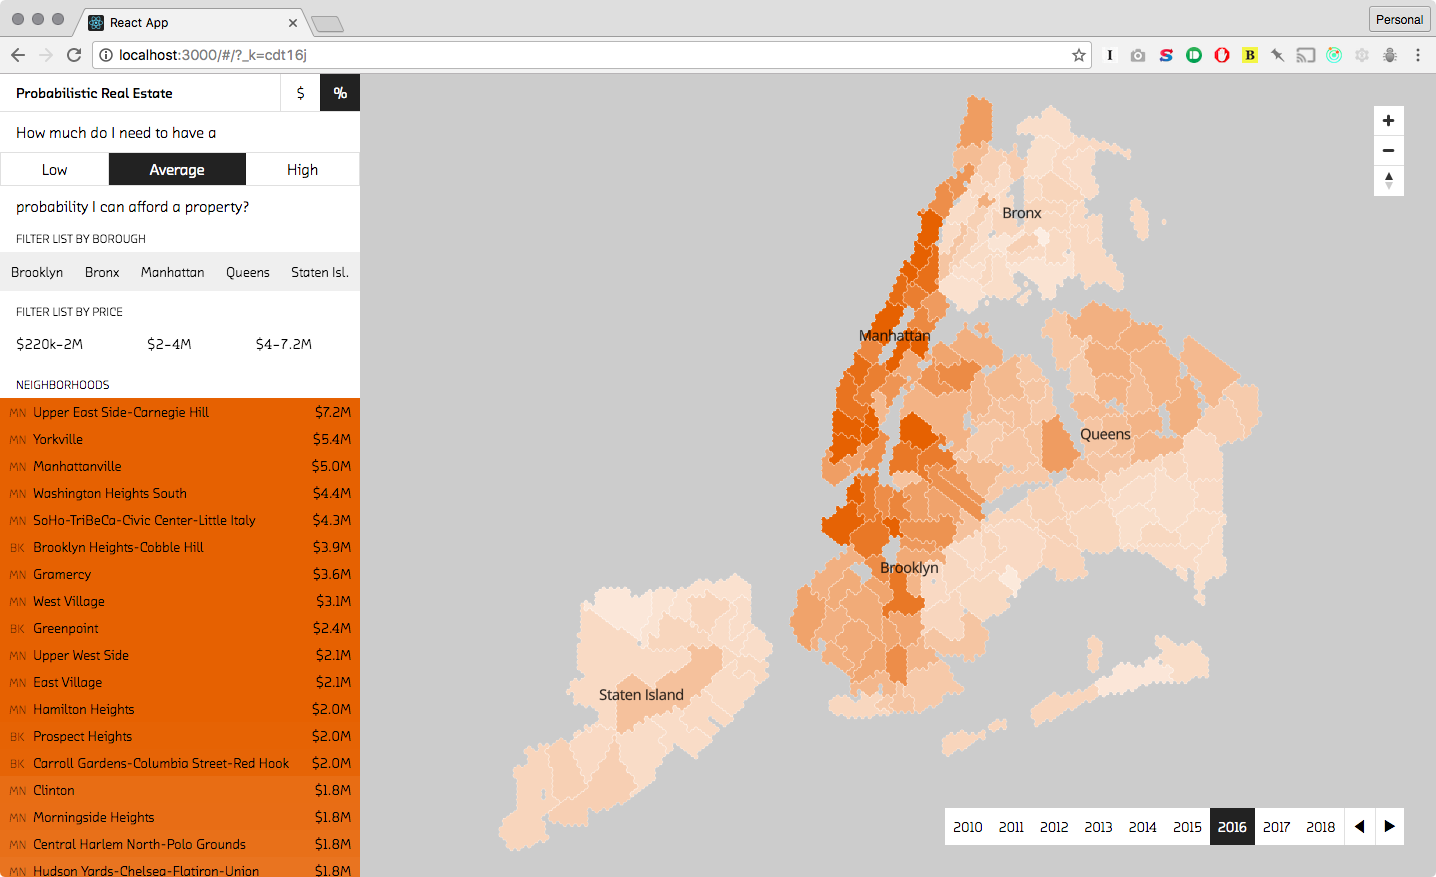 React App
Personal
localhost:3000/#/?_k=cdt16j
Probabilistic Real Estate $ %
How much do I need to have a
Low Average High
probability I can afford a property?
FILTER LIST BY BOROUGH
Brooklyn Bronx Manhattan Queens Staten Isl.
FILTER LIST BY PRICE
$220k-2M $2-4M $4-7.2M
NEIGHBORHOODS
MN Upper East Side-Carnegie Hill $7.2M
MN Yorkville $5.4M
MN Manhattanville $5.0M
MN Washington Heights South $4.4M
MN SoHo-TriBeCa-Civic Center-Little Italy $4.3M
BK Brooklyn Heights-Cobble Hill $3.9M
MN Gramercy $3.6M
MN West Village $3.1M
BK Greenpoint $2.4M
MN Upper West Side $2.1M
MN East Village $2.1M
MN Hamilton Heights $2.0M
BK Prospect Heights $2.0M
BK Carroll Gardens-Columbia Street-Red Hook $2.0M
MN Clinton $1.8M
MN Morningside Heights $1.8M
MN Central Harlem North-Polo Grounds $1.8M
MN Hudson Yards-Chelsea-Flatiron-Union $1.8M
Bronx
Manhattan
Queens
Brooklyn
Staten Island
2010 2011 2012 2013 2014 2015 2016 2017 2018